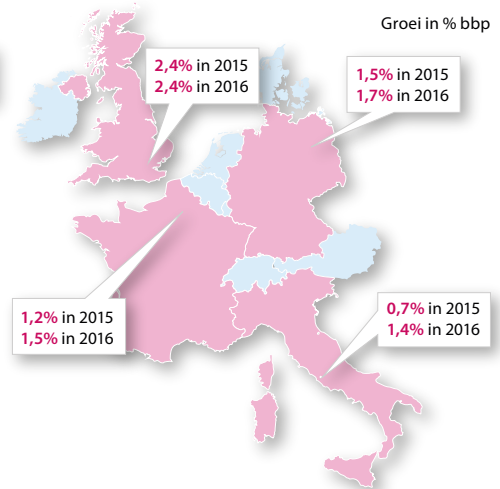 Groei in % bbp
2,4% in 2015
2,4% in 2016
1,5% in 2015
1,7% in 2016
1,2% in 2015
1,5% in 2016
0,7% in 2015
1,4% in 2016